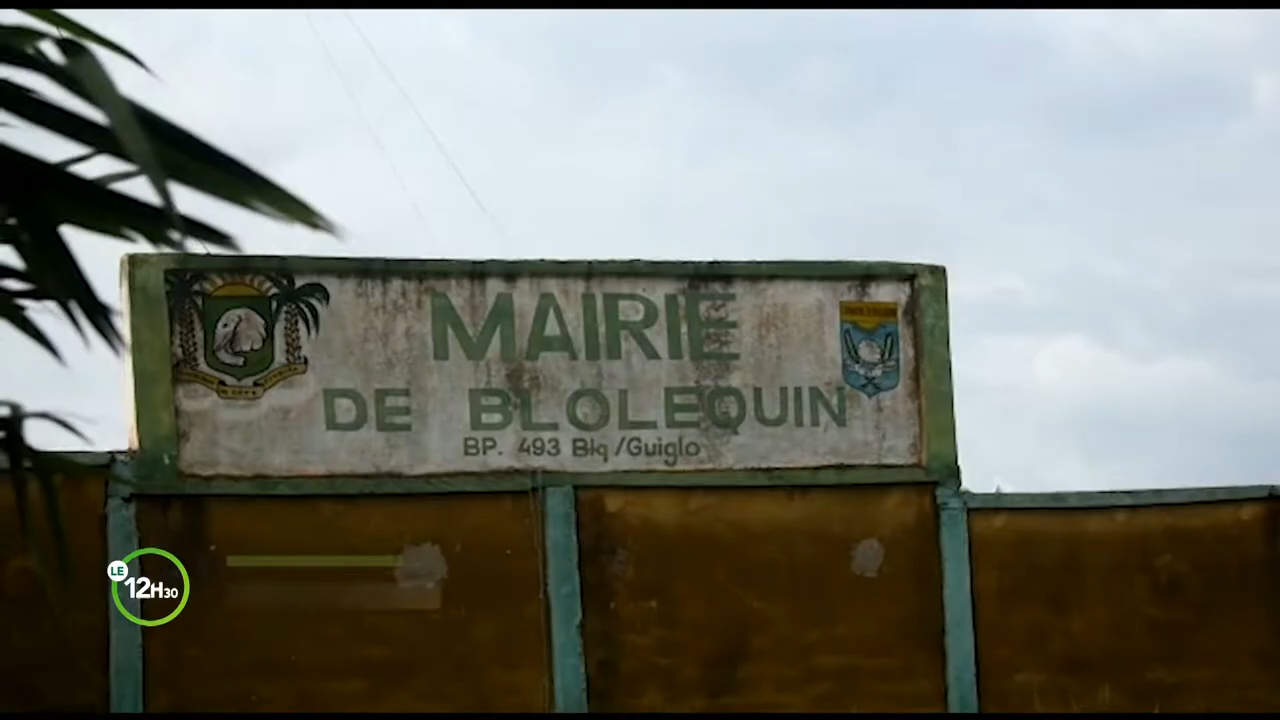 MAIRIE
DE BLOLEQUIN
BP. 493 Blq /Guiglo
LE
12H30